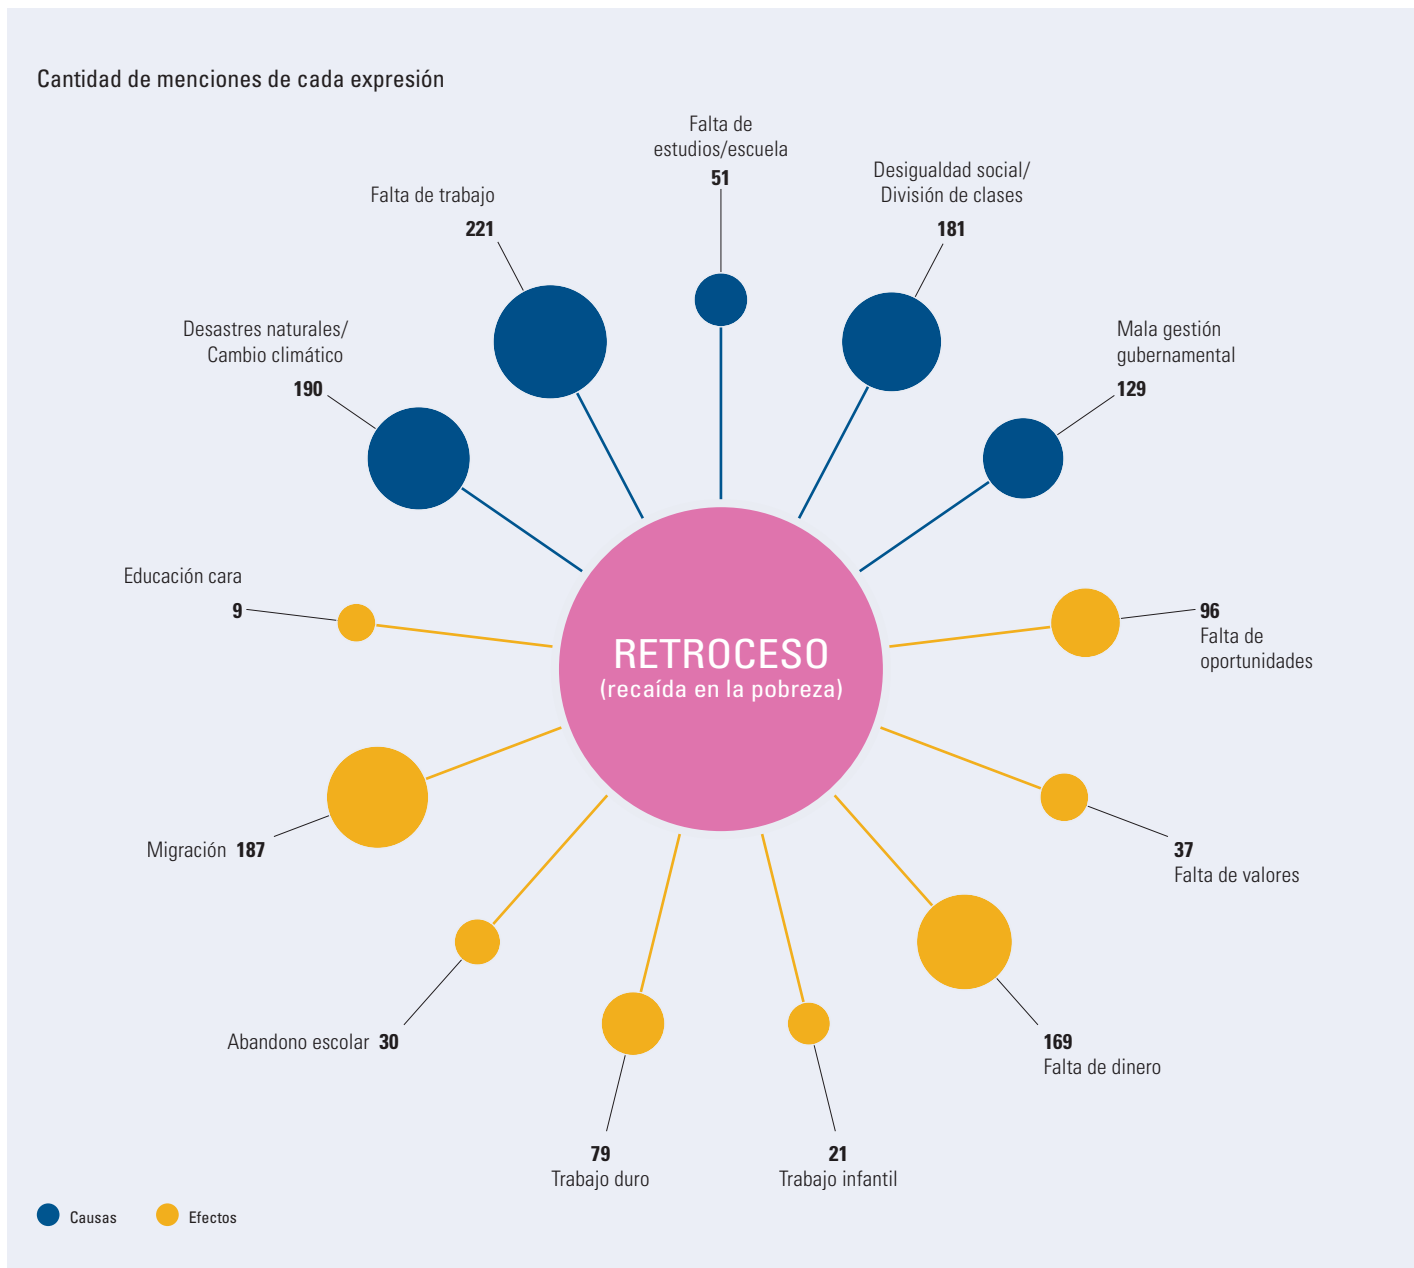 Cantidad de menciones de cada expresión
Falta de
estudios/escuela
51
Desigualdad social/
División de clases
181
Falta de trabajo
221
Desastres naturales/
Cambio climático
190
Mala gestión
gubernamental
129
Educación cara
9
96
Falta de
oportunidades
RETROCESO
(recaída en la pobreza)
Migración 187
37
Falta de valores
Abandono escolar 30
169
Falta de dinero
79
Trabajo duro
21
Trabajo infantil
Causas
Efectos